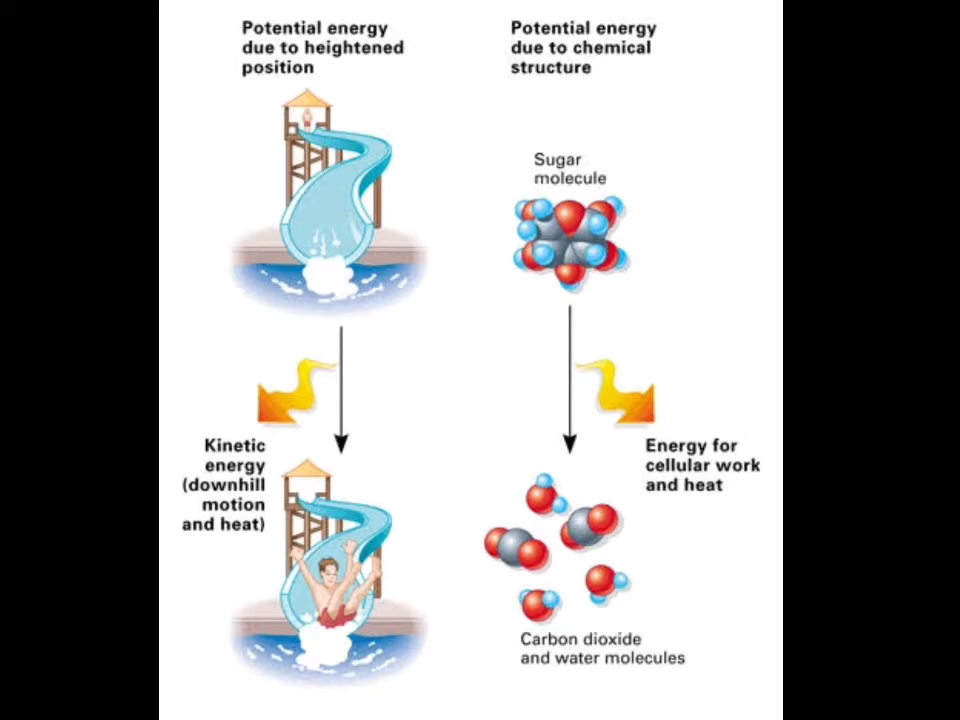 Potential energy
due to heightened
position
Potential energy
due to chemical
structure
Sugar
molecule
Kinetic
energy
(downhill
motion
and heat)
Energy for
cellular work
and heat
Carbon dioxide
and water molecules